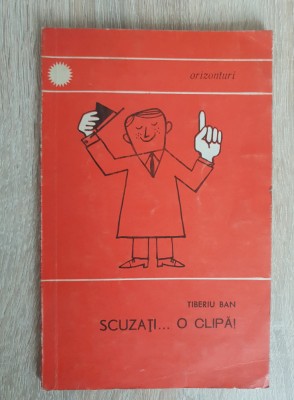 orizonturi
TIBERIU BAN
SCUZAȚI... O CLIPĂ!